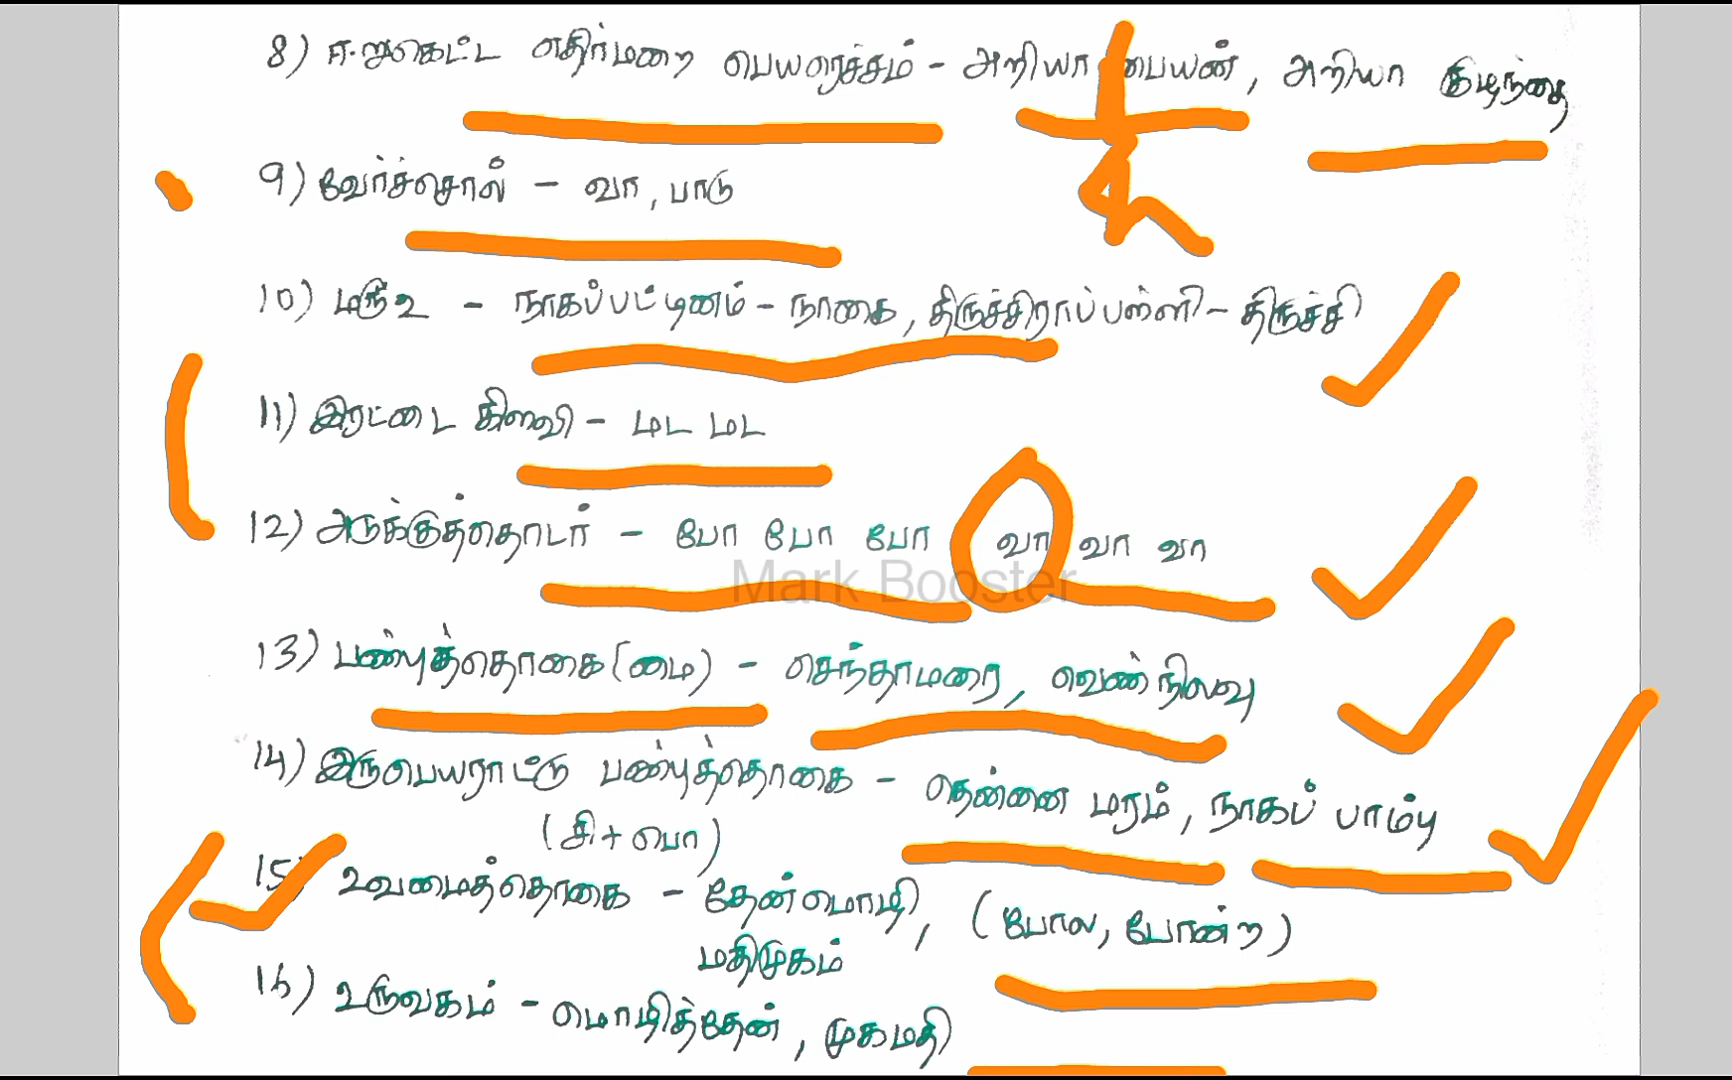 8) ஈறுகெட்ட எதிர்மறை பெயரெச்சம் - அறியா பையன், அறியா குழந்தை
9) வேர்ச்சொல் - வா, பாடு
10) மரூஉ - நாகப்பட்டினம் - நாகை, திருச்சிராப்பள்ளி - திருச்சி
11) இரட்டை கிளவி - மட மட
12) அடுக்குத்தொடர் - போ போ போ வா வா வா
Mark Booster
13) பண்புத்தொகை (மை) - செந்தாமரை, வெண்நிலவு
14) இருபெயராட்டு பண்புத்தொகை - தென்னை மரம், நாகப் பாம்பு
(சி + பொ)
15) உவமைத்தொகை - தேன்மொழி, (போல, போன்ற)
மதிமுகம்
16) உருவகம் - மொழித்தேன், முகமதி